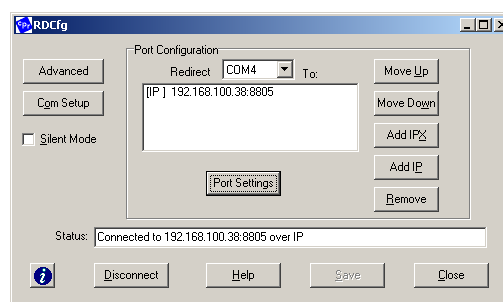 RDCfg
Port Configuration
Advanced
Redirect COM4 To:
Move Up
[IP ] 192.168.100.38:8805
Com Setup
Move Down
Silent Mode
Add IPX
Add IP
Port Settings
Remove
Status: Connected to 192.168.100.38:8805 over IP
Disconnect Help Save Close